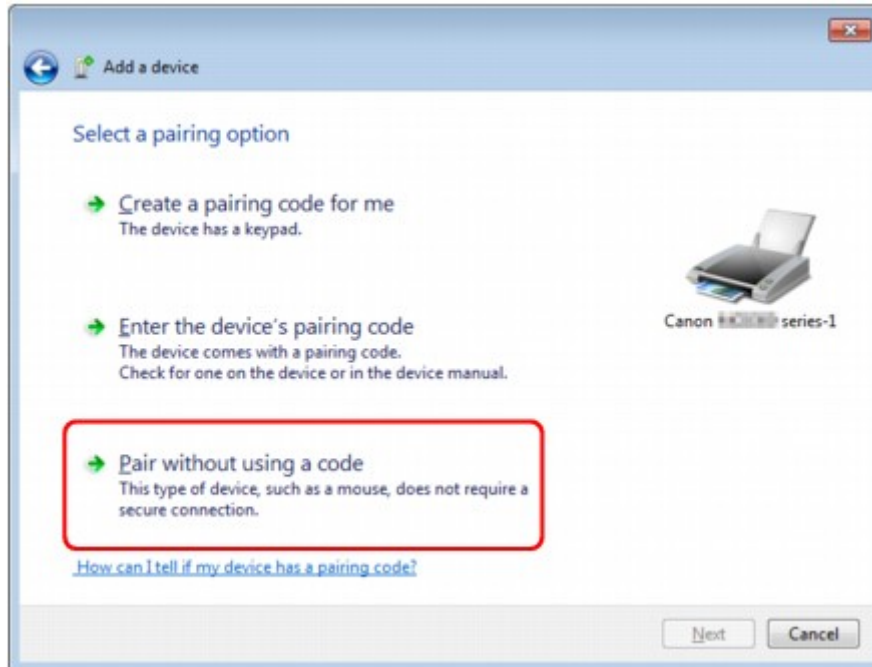 Add a device
Select a pairing option
Create a pairing code for me
The device has a keypad.
Enter the device's pairing code
The device comes with a pairing code.
Check for one on the device or in the device manual.
Canon series-1
Pair without using a code
This type of device, such as a mouse, does not require a
secure connection.
How can I tell if my device has a pairing code?
Next
Cancel